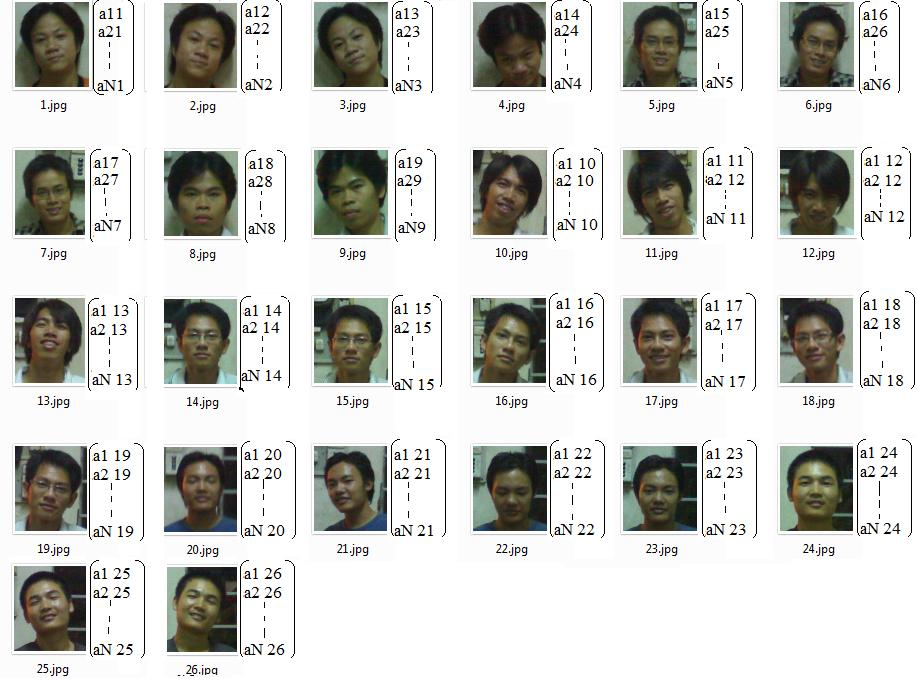 a11
a21
aN1
a12
a22
aN2
a13
a23
aN3
a14
a24
aN4
a15
a25
aN5
a16
a26
aN6
1.jpg
2.jpg
3.jpg
4.jpg
5.jpg
6.jpg
a17
a27
aN7
a18
a28
aN8
a19
a29
aN9
a1 10
a2 10
aN 10
a1 11
a2 12
aN 11
a1 12
a2 12
aN 12
7.jpg
8.jpg
9.jpg
10.jpg
11.jpg
12.jpg
a1 13
a2 13
aN 13
a1 14
a2 14
aN 14
a1 15
a2 15
aN 15
a1 16
a2 16
aN 16
a1 17
a2 17
aN 17
a1 18
a2 18
aN 18
13.jpg
14.jpg
15.jpg
16.jpg
17.jpg
18.jpg
a1 19
a2 19
aN 19
a1 20
a2 20
aN 20
a1 21
a2 21
aN 21
a1 22
a2 22
aN 22
a1 23
a2 23
aN 23
a1 24
a2 24
aN 24
19.jpg
20.jpg
21.jpg
22.jpg
23.jpg
24.jpg
a1 25
a2 25
aN 25
a1 26
a2 26
aN 26
25.jpg
26.jpg